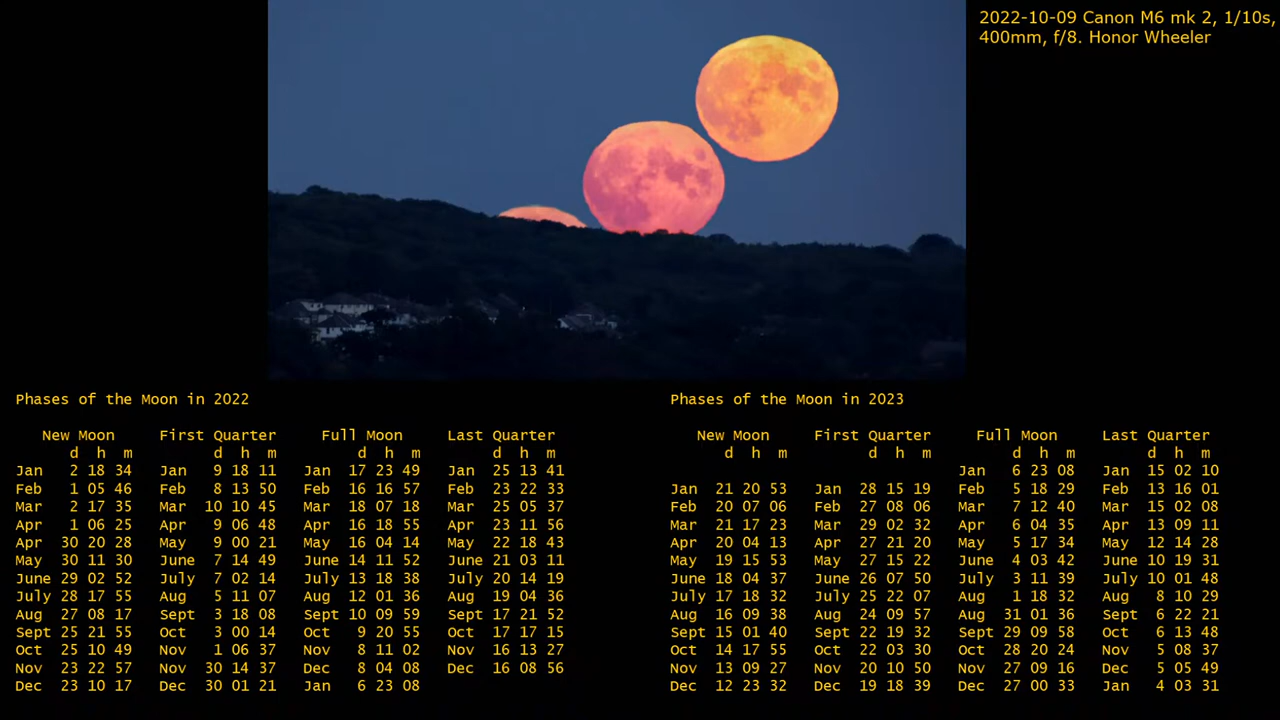 2022-10-09 Canon M6 mk 2, 1/10s,
400mm, f/8. Honor Wheeler
Phases of the Moon in 2022
New Moon First Quarter Full Moon Last Quarter
d h m d h m d h m d h m
Jan 2 18 34 Jan 9 18 11 Jan 17 23 49 Jan 25 13 41
Feb 1 05 46 Feb 8 13 50 Feb 16 16 57 Feb 23 22 33
Mar 2 17 35 Mar 10 10 45 Mar 18 07 18 Mar 25 05 37
Apr 1 06 25 Apr 9 06 48 Apr 16 18 55 Apr 23 11 56
Apr 30 20 28 May 9 00 21 May 16 04 14 May 22 18 43
May 30 11 30 June 7 14 49 June 14 11 52 June 21 03 11
June 29 02 52 July 7 02 14 July 13 18 38 July 20 14 19
July 28 17 55 Aug 5 11 07 Aug 12 01 36 Aug 19 04 36
Aug 27 08 17 Sept 3 18 08 Sept 10 09 59 Sept 17 21 52
Sept 25 21 55 Oct 3 00 14 Oct 9 20 55 Oct 17 17 15
Oct 25 10 49 Nov 1 06 37 Nov 8 11 02 Nov 16 13 27
Nov 23 22 57 Nov 30 14 37 Dec 8 04 08 Dec 16 08 56
Dec 23 10 17 Dec 30 01 21 Jan 6 23 08
Phases of the Moon in 2023
New Moon First Quarter Full Moon Last Quarter
d h m d h m d h m d h m
Jan 6 23 08 Jan 15 02 10
Jan 21 20 53 Jan 28 15 19 Feb 5 18 29 Feb 13 16 01
Feb 20 07 06 Feb 27 08 06 Mar 7 12 40 Mar 15 02 08
Mar 21 17 23 Mar 29 02 32 Apr 6 04 35 Apr 13 09 11
Apr 20 04 13 Apr 27 21 20 May 5 17 34 May 12 14 28
May 19 15 53 May 27 15 22 June 4 03 42 June 10 19 31
June 18 04 37 June 26 07 50 July 3 11 39 July 10 01 48
July 17 18 32 July 25 22 07 Aug 1 18 32 Aug 8 10 29
Aug 16 09 38 Aug 24 09 57 Aug 31 01 36 Sept 6 22 21
Sept 15 01 40 Sept 22 19 32 Sept 29 09 58 Oct 6 13 48
Oct 14 17 55 Oct 22 03 30 Oct 28 20 24 Nov 5 08 37
Nov 13 09 27 Nov 20 10 50 Nov 27 09 16 Dec 5 05 49
Dec 12 23 32 Dec 19 18 39 Dec 27 00 33 Jan 4 03 31